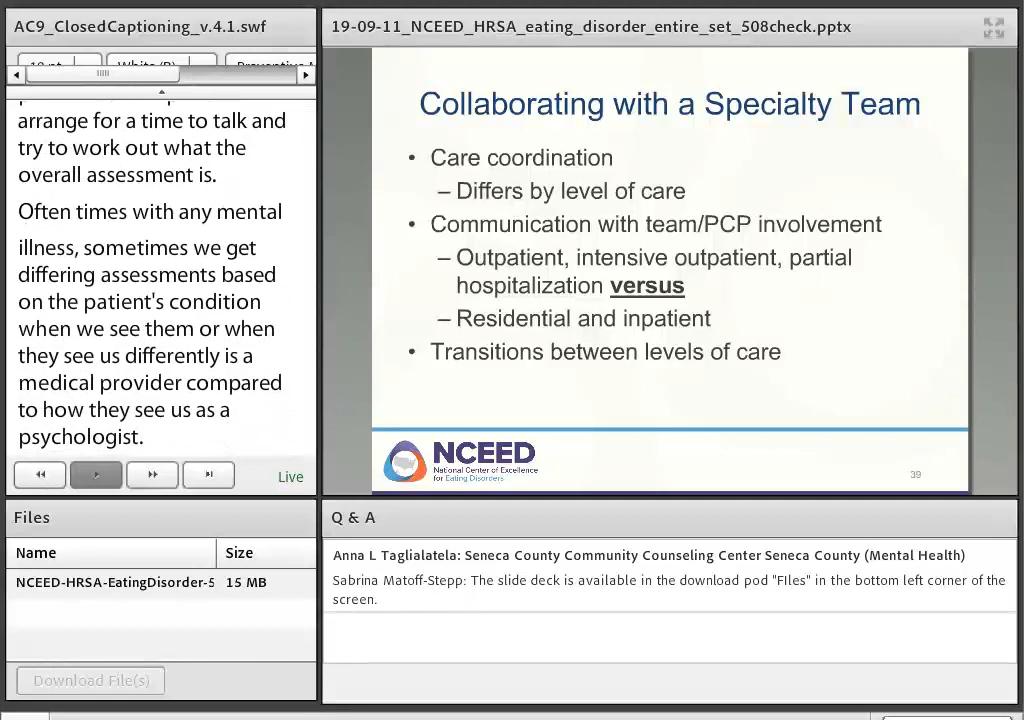 AC9_ClosedCaptioning_v.4.1.swf
arrange for a time to talk and
try to work out what the
overall assessment is.
Often times with any mental
illness, sometimes we get
differing assessments based
on the patient's condition
when we see them or when
they see us differently is a
medical provider compared
to how they see us as a
psychologist.
Live
19-09-11_NCEED_HRSA_eating_disorder_entire_set_508check.pptx
Collaborating with a Specialty Team
• Care coordination
– Differs by level of care
• Communication with team/PCP involvement
– Outpatient, intensive outpatient, partial
hospitalization versus
– Residential and inpatient
• Transitions between levels of care
NCEED
National Center of Excellence
for Eating Disorders
39
Files
Name Size
NCEED-HRSA-EatingDisorder-5 15 MB
Download File(s)
Q & A
Anna L Taglialatela: Seneca County Community Counseling Center Seneca County (Mental Health)
Sabrina Matoff-Stepp: The slide deck is available in the download pod "FIles" in the bottom left corner of the
screen.